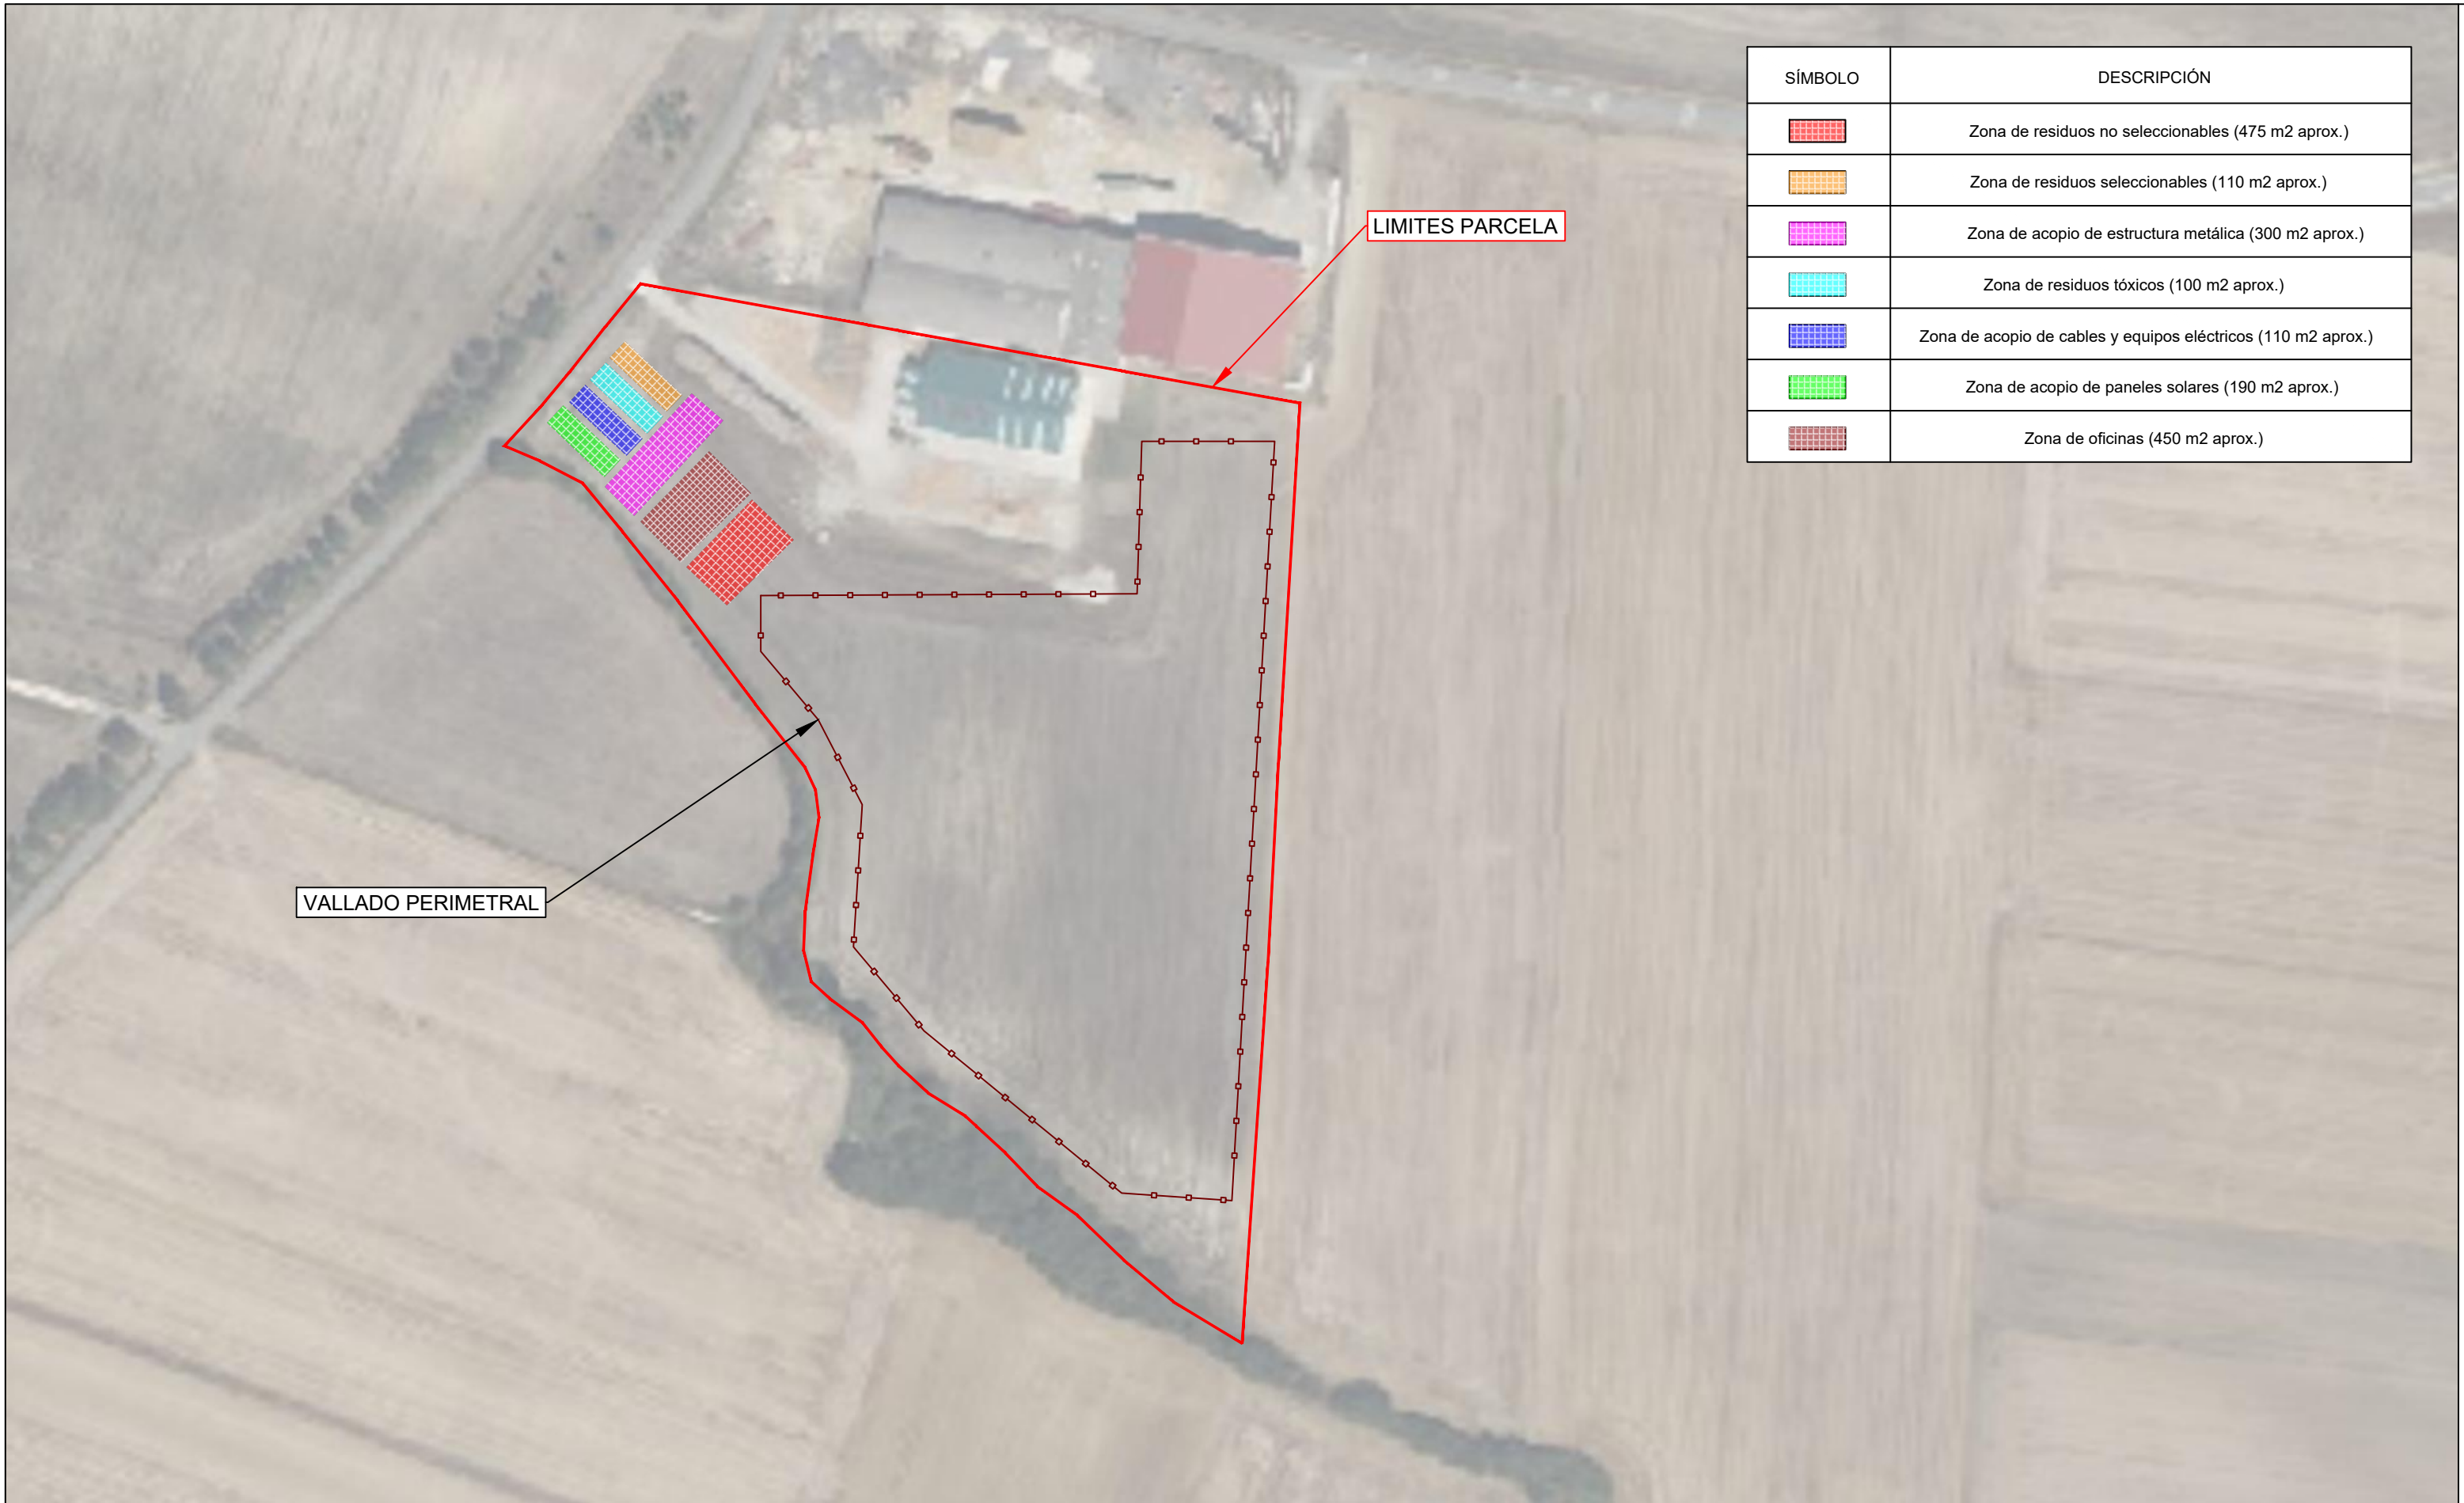 SÍMBOLO DESCRIPCIÓN
Zona de residuos no seleccionables (475 m2 aprox.)
Zona de residuos seleccionables (110 m2 aprox.)
Zona de acopio de estructura metálica (300 m2 aprox.)
Zona de residuos tóxicos (100 m2 aprox.)
Zona de acopio de cables y equipos eléctricos (110 m2 aprox.)
Zona de acopio de paneles solares (190 m2 aprox.)
Zona de oficinas (450 m2 aprox.)
LIMITES PARCELA
VALLADO PERIMETRAL